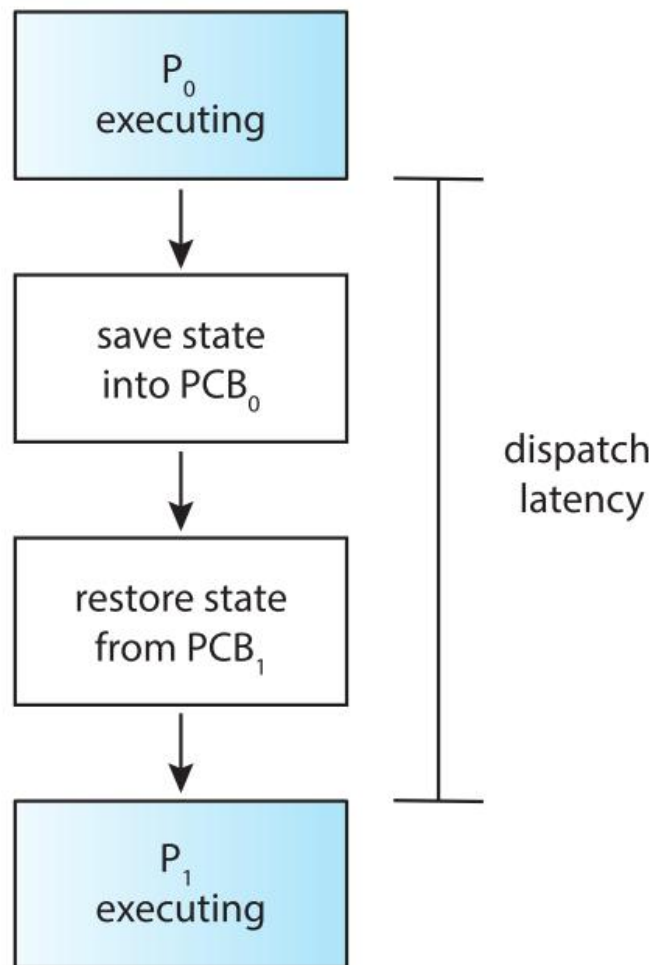 P₀
executing
save state
into PCB₀
restore state
from PCB₁
P₁
executing
dispatch
latency